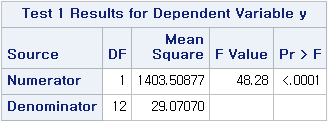 Test 1 Results for Dependent Variable y
Source DF Mean Square F Value Pr > F
Numerator 1 1403.50877 48.28 <.0001
Denominator 12 29.07070